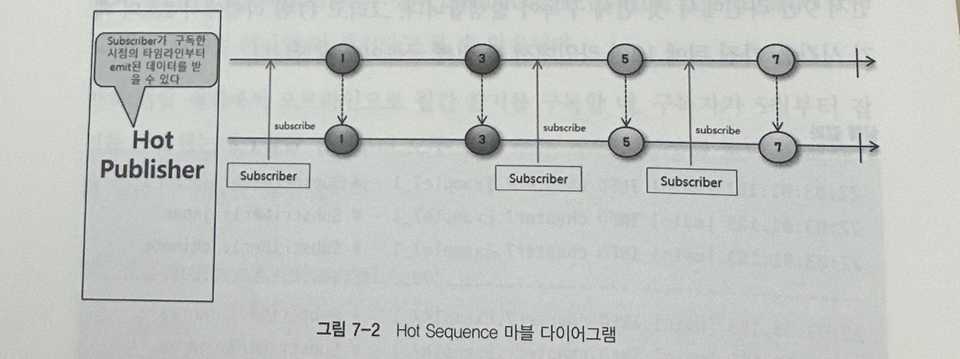 Subscriber가 구독한
시점의 타임라인부터
emit된 데이터를 받
을 수 있다
Hot
Publisher
1
3
5
7
subscribe
subscribe
subscribe
1
3
5
7
Subscriber
Subscriber
Subscriber
그림 7-2 Hot Sequence 마블 다이어그램